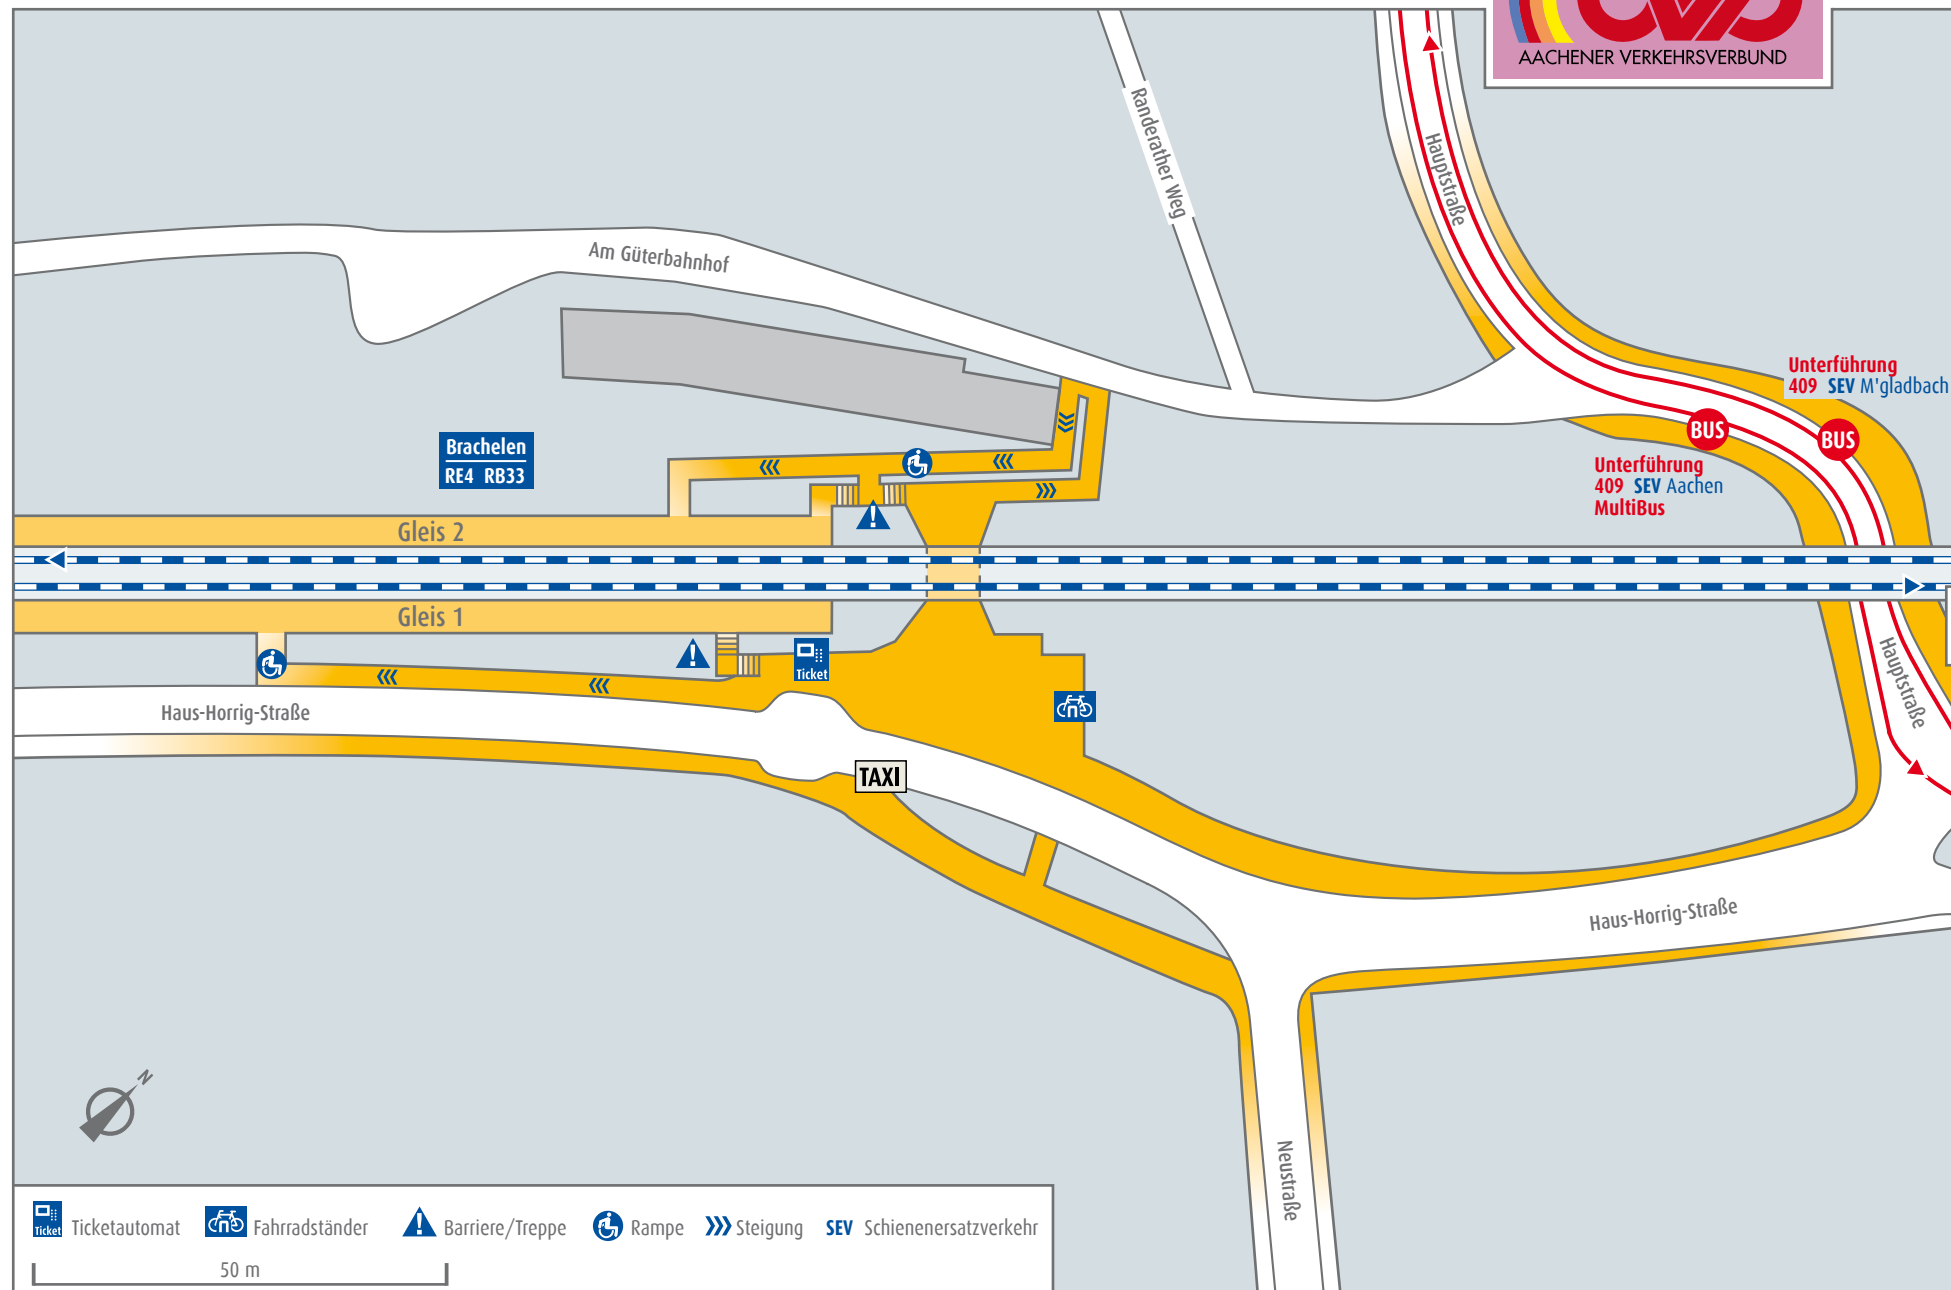 AACHENER VERKEHRSVERBUND
Randerather Weg
Hauptstraße
Am Güterbahnhof
Unterführung
409 SEV M'gladbach
BUS
BUS
Unterführung
409 SEV Aachen
MultiBus
Brachelen
RE4 RB33
Gleis 2
Gleis 1
Ticket
Hauptstraße
Haus-Horrig-Straße
TAXI
Haus-Horrig-Straße
N
Neustraße
Ticket Ticketautomat Fahrradständer Barriere/Treppe Rampe Steigung SEV Schienenersatzverkehr
50 m